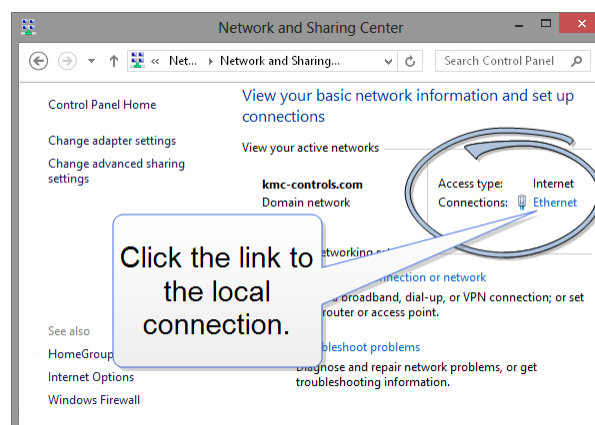 Network and Sharing Center
« Net... Network and Sharing...
Search Control Panel
Control Panel Home
Change adapter settings
Change advanced sharing
settings
View your basic network information and set up
connections
View your active networks
kmc-controls.com
Domain network
Access type: Internet
Connections: Ethernet
Click the link to
the local
connection.
connection or network
broadband, dial-up, or VPN connection; or set
router or access point.
problems
Diagnose and repair network problems, or get
troubleshooting information.
See also
HomeGroup
Internet Options
Windows Firewall